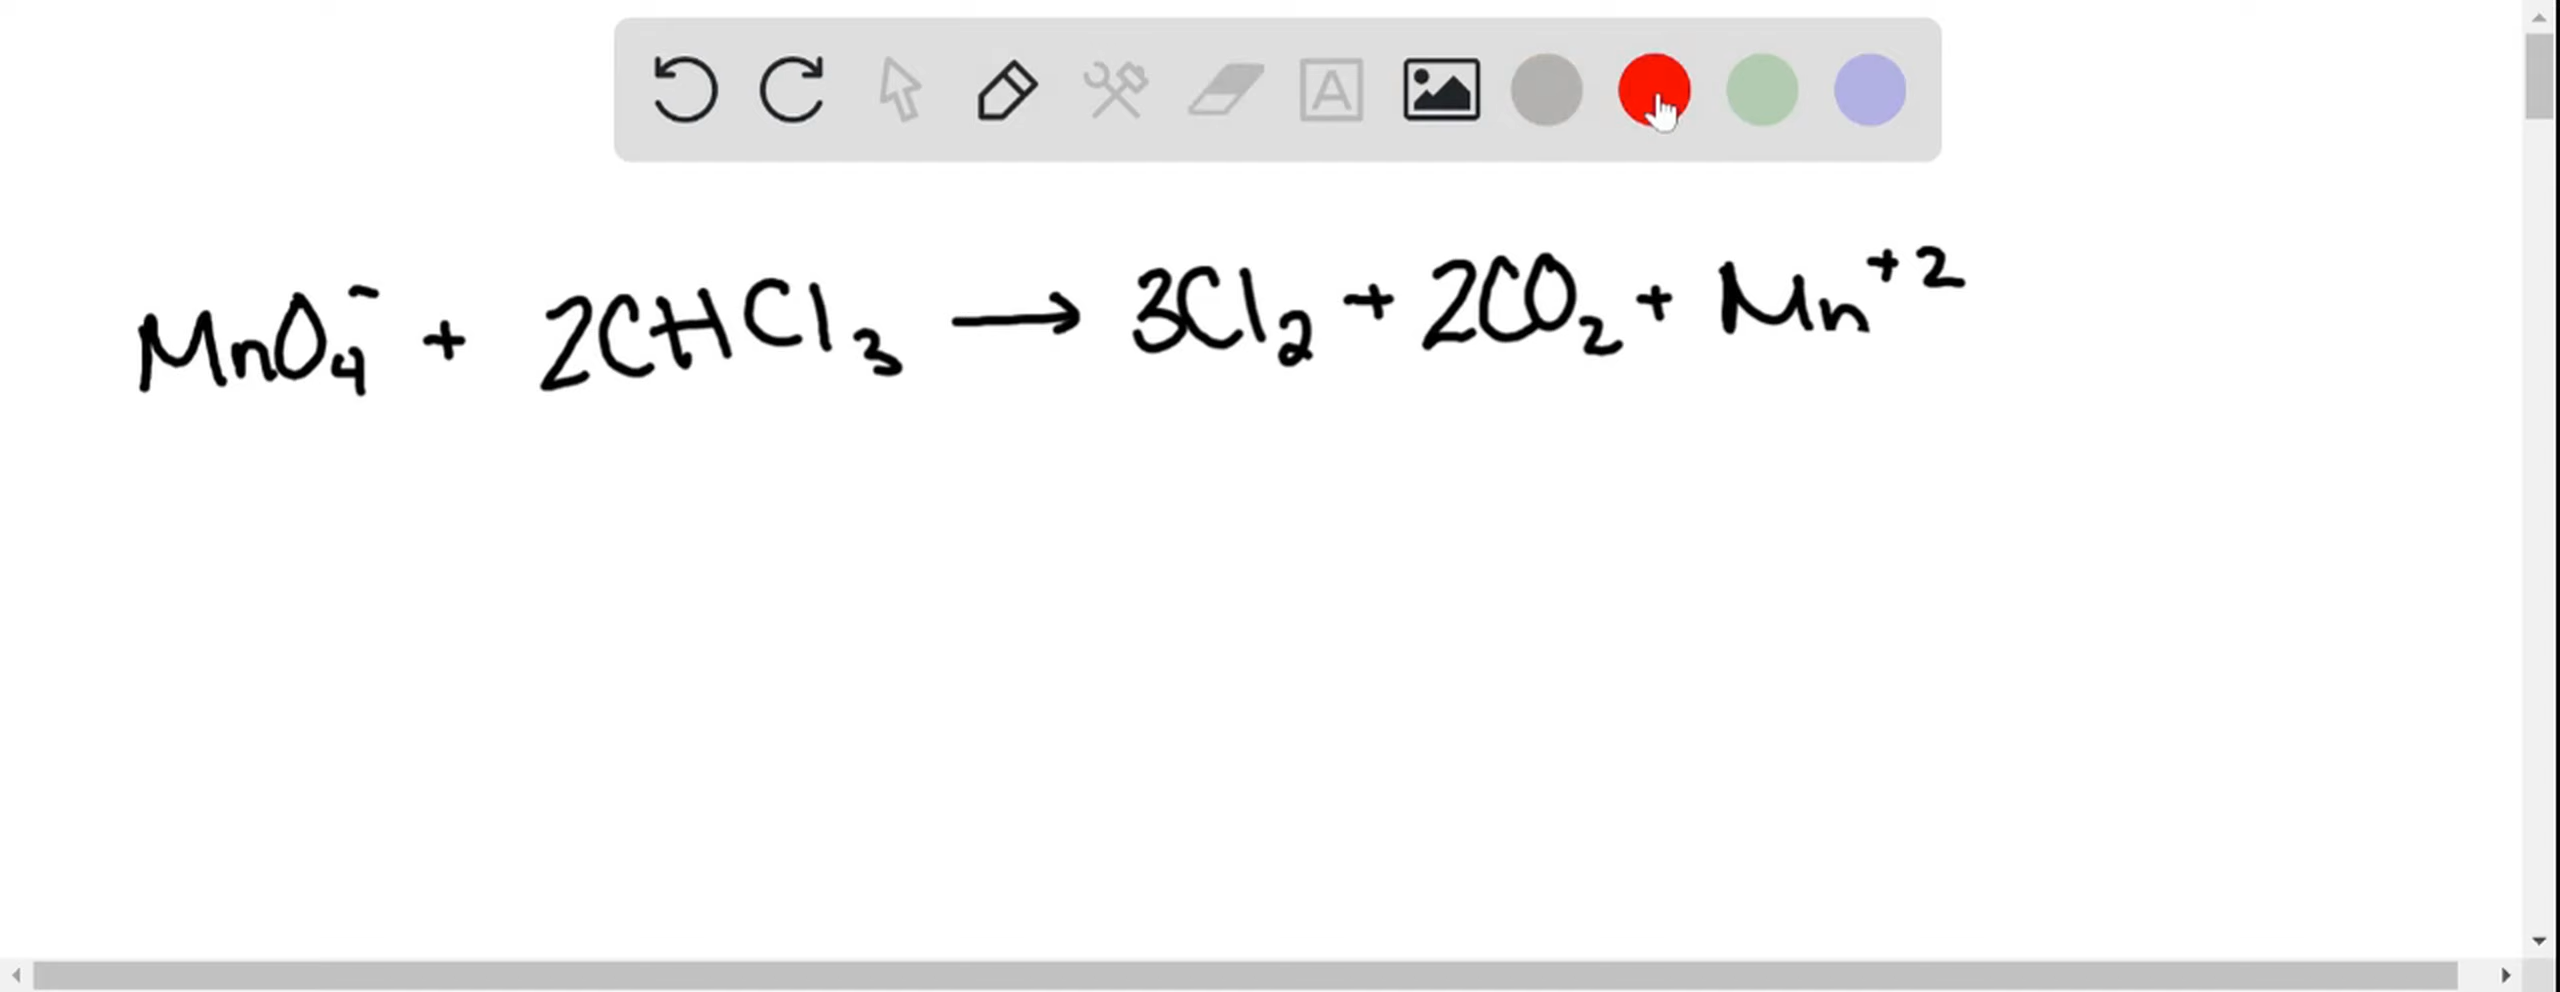 A
MnO₄⁻ + 2CHCl₃ → 3Cl₂ + 2CO₂ + Mn⁺²